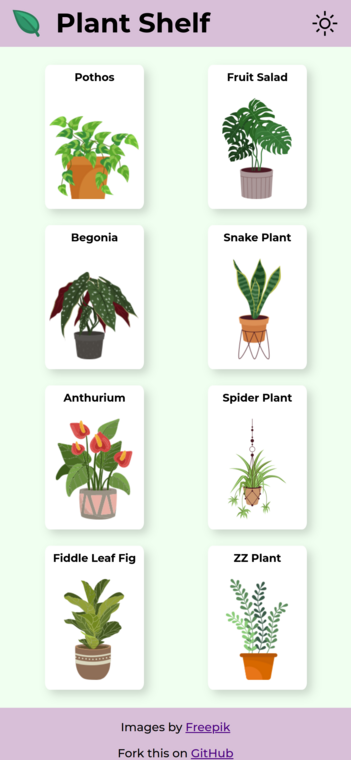 Plant Shelf
Pothos
Fruit Salad
Begonia
Snake Plant
Anthurium
Spider Plant
Fiddle Leaf Fig
ZZ Plant
Images by Freepik
Fork this on GitHub